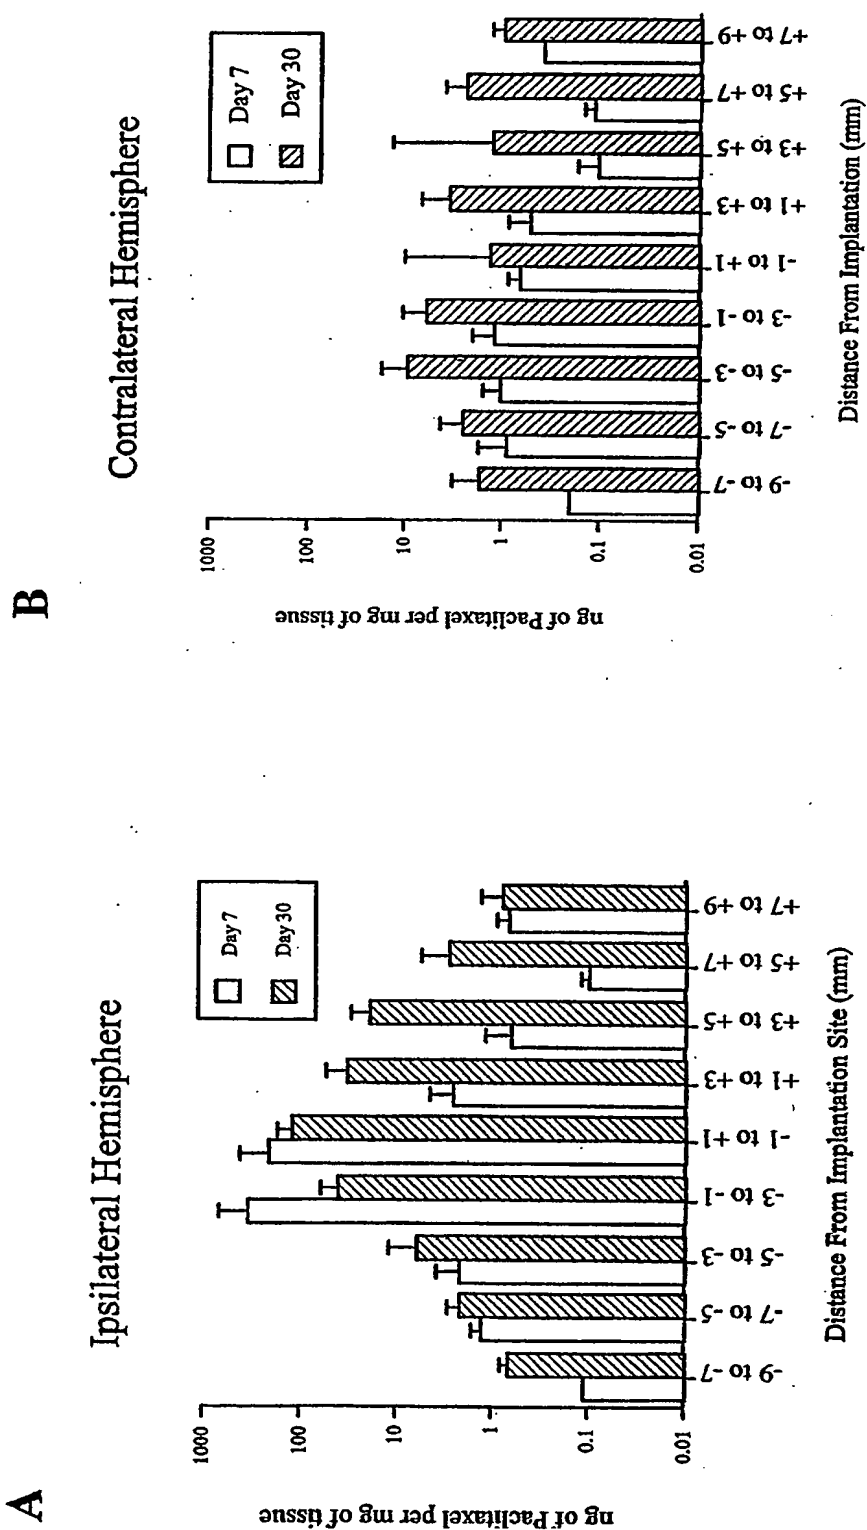 A
Ipsilateral Hemisphere
Day 7
Day 30
1000
100
10
1
0.1
0.01
ng of Paclitaxel per mg of tissue
-9 to -7
-7 to -5
-5 to -3
-3 to -1
-1 to +1
+1 to +3
+3 to +5
+5 to +7
+7 to +9
Distance From Implantation Site (mm)
B
Contralateral Hemisphere
Day 7
Day 30
1000
100
10
1
0.1
0.01
ng of Paclitaxel per mg of tissue
-9 to -7
-7 to -5
-5 to -3
-3 to -1
-1 to +1
+1 to +3
+3 to +5
+5 to +7
+7 to +9
Distance From Implantation (mm)